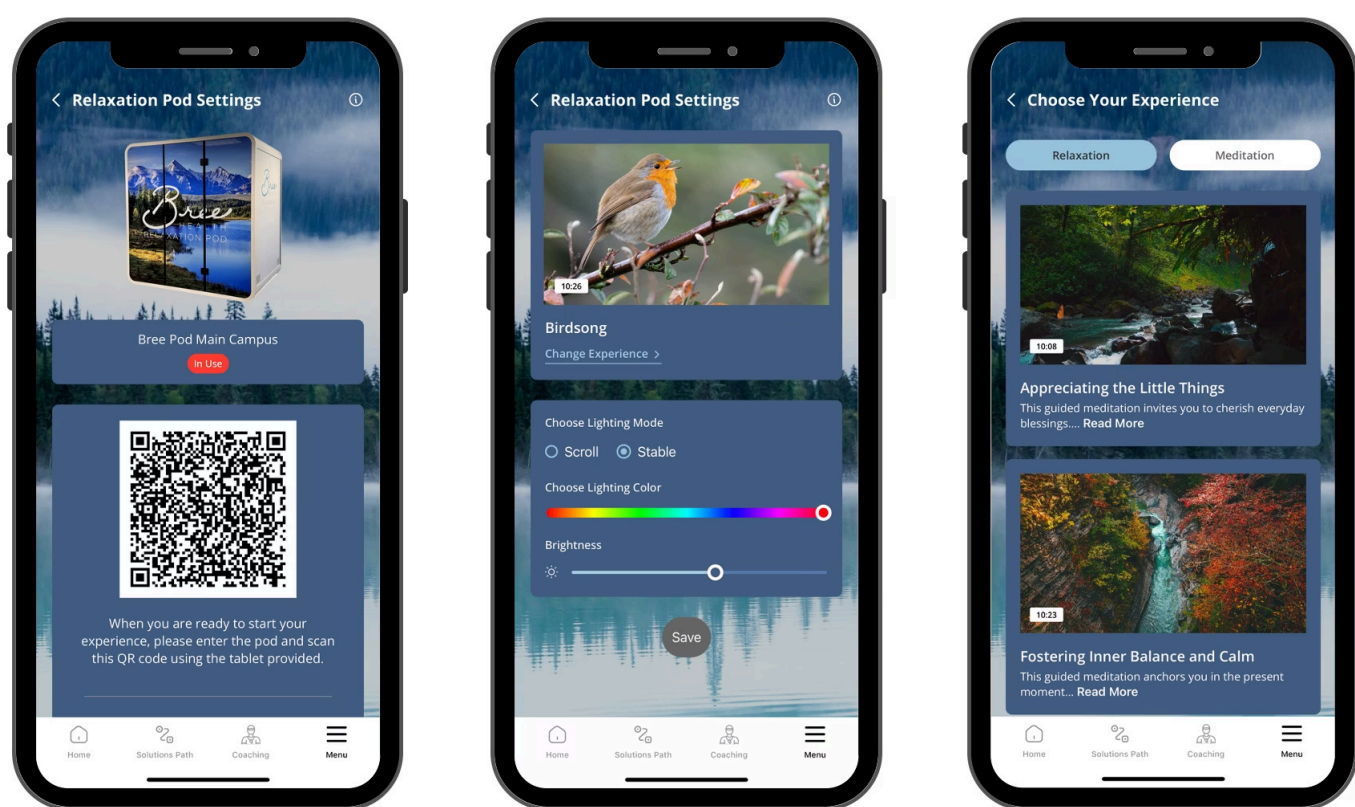 Relaxation Pod Settings
Bree
HEALTH
RELAXATION POD
Bree
Bree Pod Main Campus
In Use
When you are ready to start your
experience, please enter the pod and scan
this QR code using the tablet provided.
Home
Solutions Path
Coaching
Menu
Relaxation Pod Settings
10:26
Birdsong
Change Experience >
Choose Lighting Mode
Scroll
Stable
Choose Lighting Color
Brightness
Save
Home
Solutions Path
Coaching
Menu
Choose Your Experience
Relaxation
Meditation
10:08
Appreciating the Little Things
This guided meditation invites you to cherish everyday
blessings.... Read More
10:23
Fostering Inner Balance and Calm
This guided meditation anchors you in the present
moment... Read More
Home
Solutions Path
Coaching
Menu